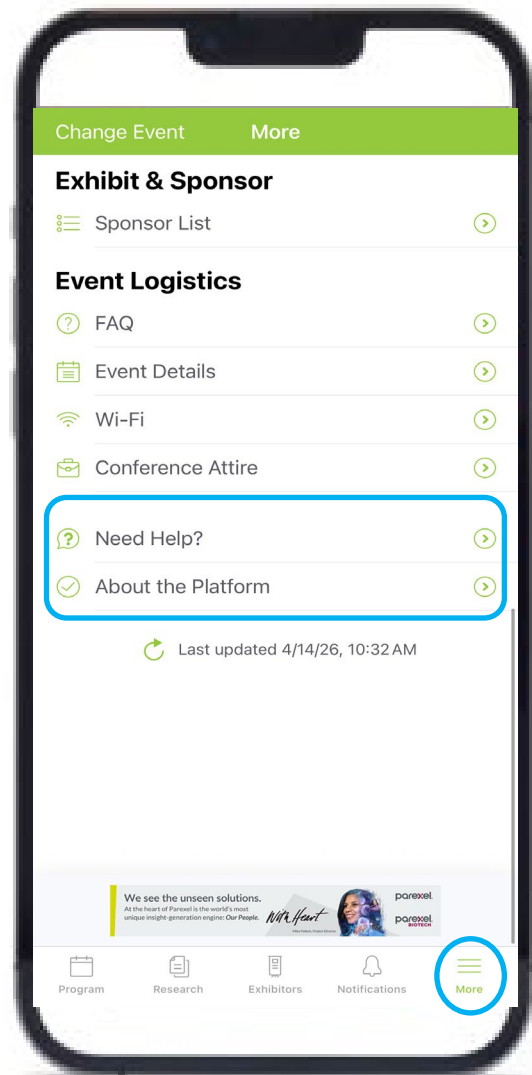 Change Event More
Exhibit & Sponsor
Sponsor List
Event Logistics
FAQ
Event Details
Wi-Fi
Conference Attire
Need Help?
About the Platform
Last updated 4/14/26, 10:32 AM
We see the unseen solutions.
At the heart of Parexel is the world's most
unique insight-generation engine: Our People.
With Heart
parexel.
parexel.
BIOTECH
Program Research Exhibitors Notifications More